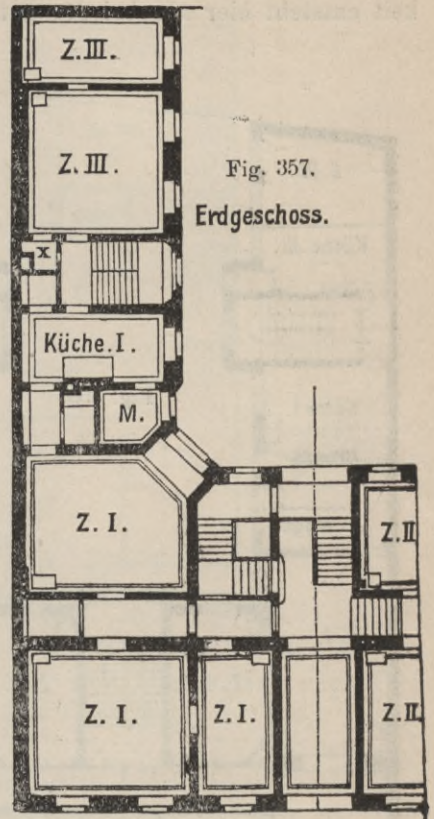 Z. III.
Z. III.
Fig. 357.
Erdgeschoss.
x
Küche. I.
M.
Z. I.
Z. II
Z. I.
Z. I.
Z. II.